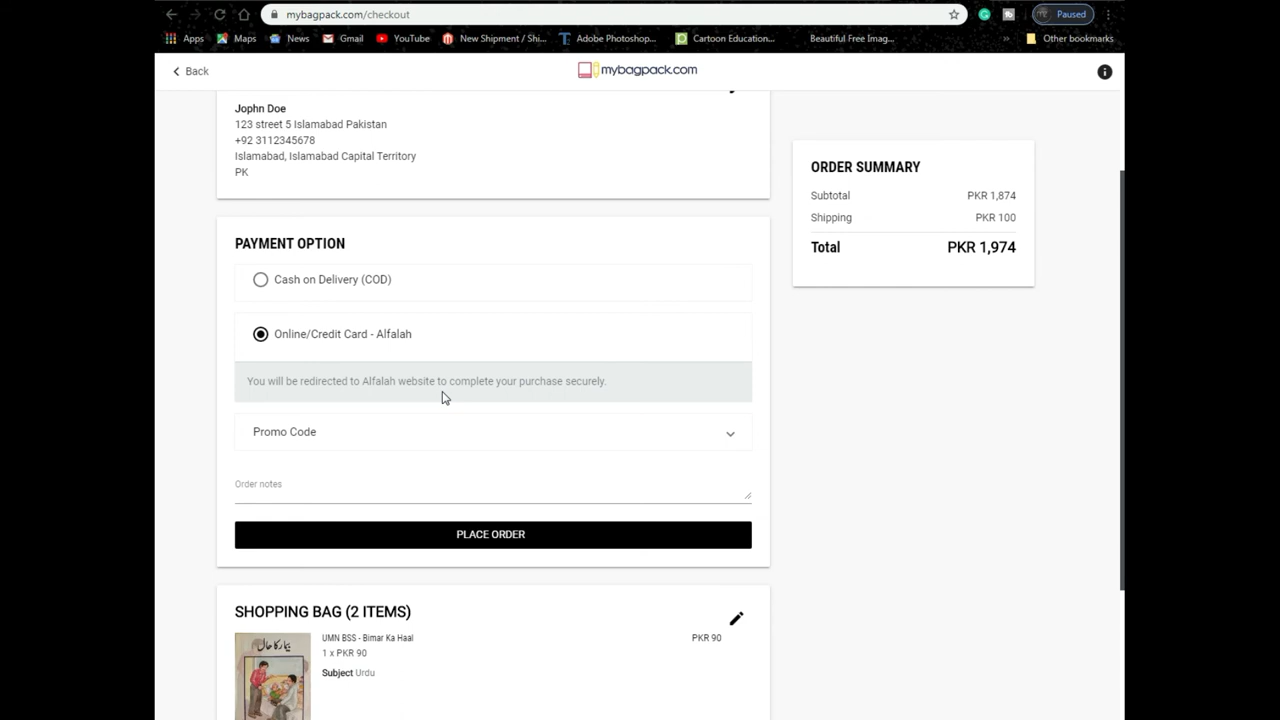 mybagpack.com/checkout
Paused
Apps
Maps
News
Gmail
YouTube
New Shipment / Shi...
Adobe Photoshop...
Cartoon Education...
Beautiful Free Imag...
»
Other bookmarks
Back
mybagpack.com
Jophn Doe
123 street 5 Islamabad Pakistan
+92 3112345678
Islamabad, Islamabad Capital Territory
PK
PAYMENT OPTION
Cash on Delivery (COD)
Online/Credit Card - Alfalah
You will be redirected to Alfalah website to complete your purchase securely.
Promo Code
Order notes
PLACE ORDER
ORDER SUMMARY
Subtotal PKR 1,874
Shipping PKR 100
Total PKR 1,974
SHOPPING BAG (2 ITEMS)
بیمار کا حال
UMN BSS - Bimar Ka Haal PKR 90
1 x PKR 90
Subject Urdu